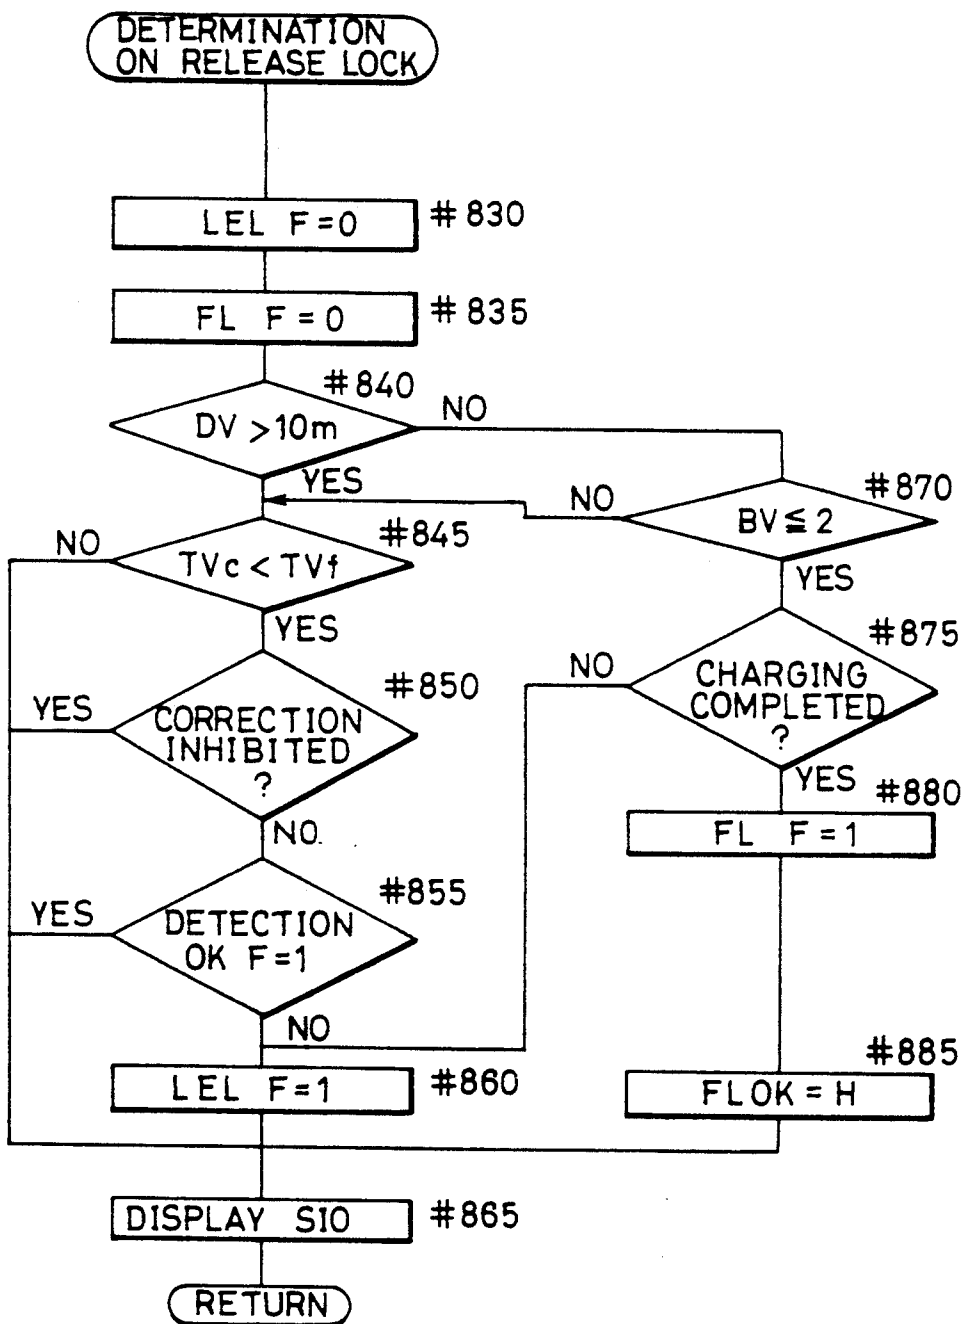 DETERMINATION
ON RELEASE LOCK
LEL F=0
#830
FL F=0
#835
#840
DV >10m
NO
YES
NO
#870
BV≦2
NO
#845
TVc < TVf
YES
YES
#875
NO
CHARGING
COMPLETED
?
YES
#850
CORRECTION
INHIBITED
?
YES
#880
FL F=1
NO
#855
YES
DETECTION
OK F=1
NO
#885
LEL F=1
#860
FLOK=H
DISPLAY SIO
#865
RETURN